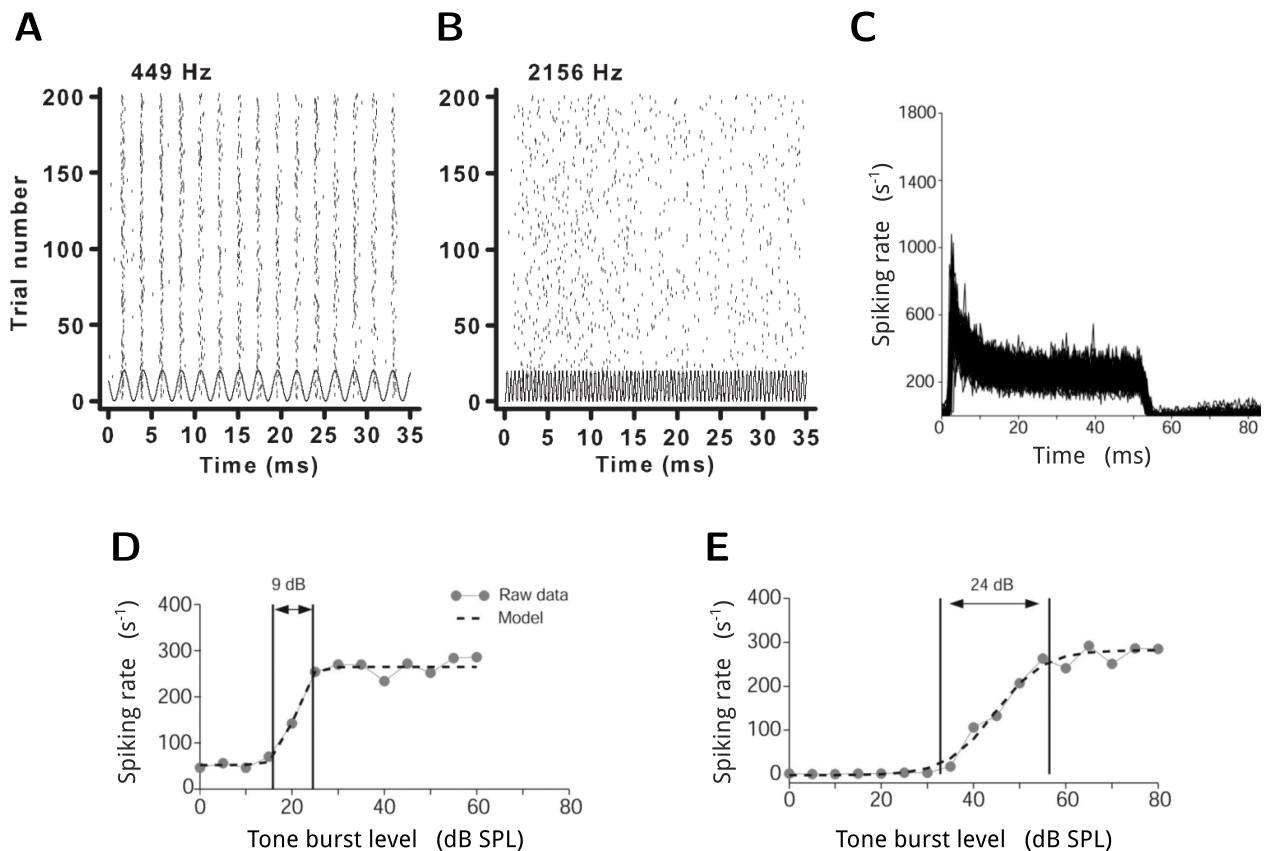 A
449 Hz
Trial number
200
150
100
50
0
0 5 10 15 20 25 30 35
Time (ms)
B
2156 Hz
200
150
100
50
0
0 5 10 15 20 25 30 35
Time (ms)
C
Spiking rate (s⁻¹)
1800
1400
1000
600
200
0 20 40 60 80
Time (ms)
D
9 dB
Raw data
Model
Spiking rate (s⁻¹)
400
300
200
100
0
0 20 40 60 80
Tone burst level (dB SPL)
E
24 dB
Spiking rate (s⁻¹)
400
300
200
100
0
0 20 40 60 80
Tone burst level (dB SPL)